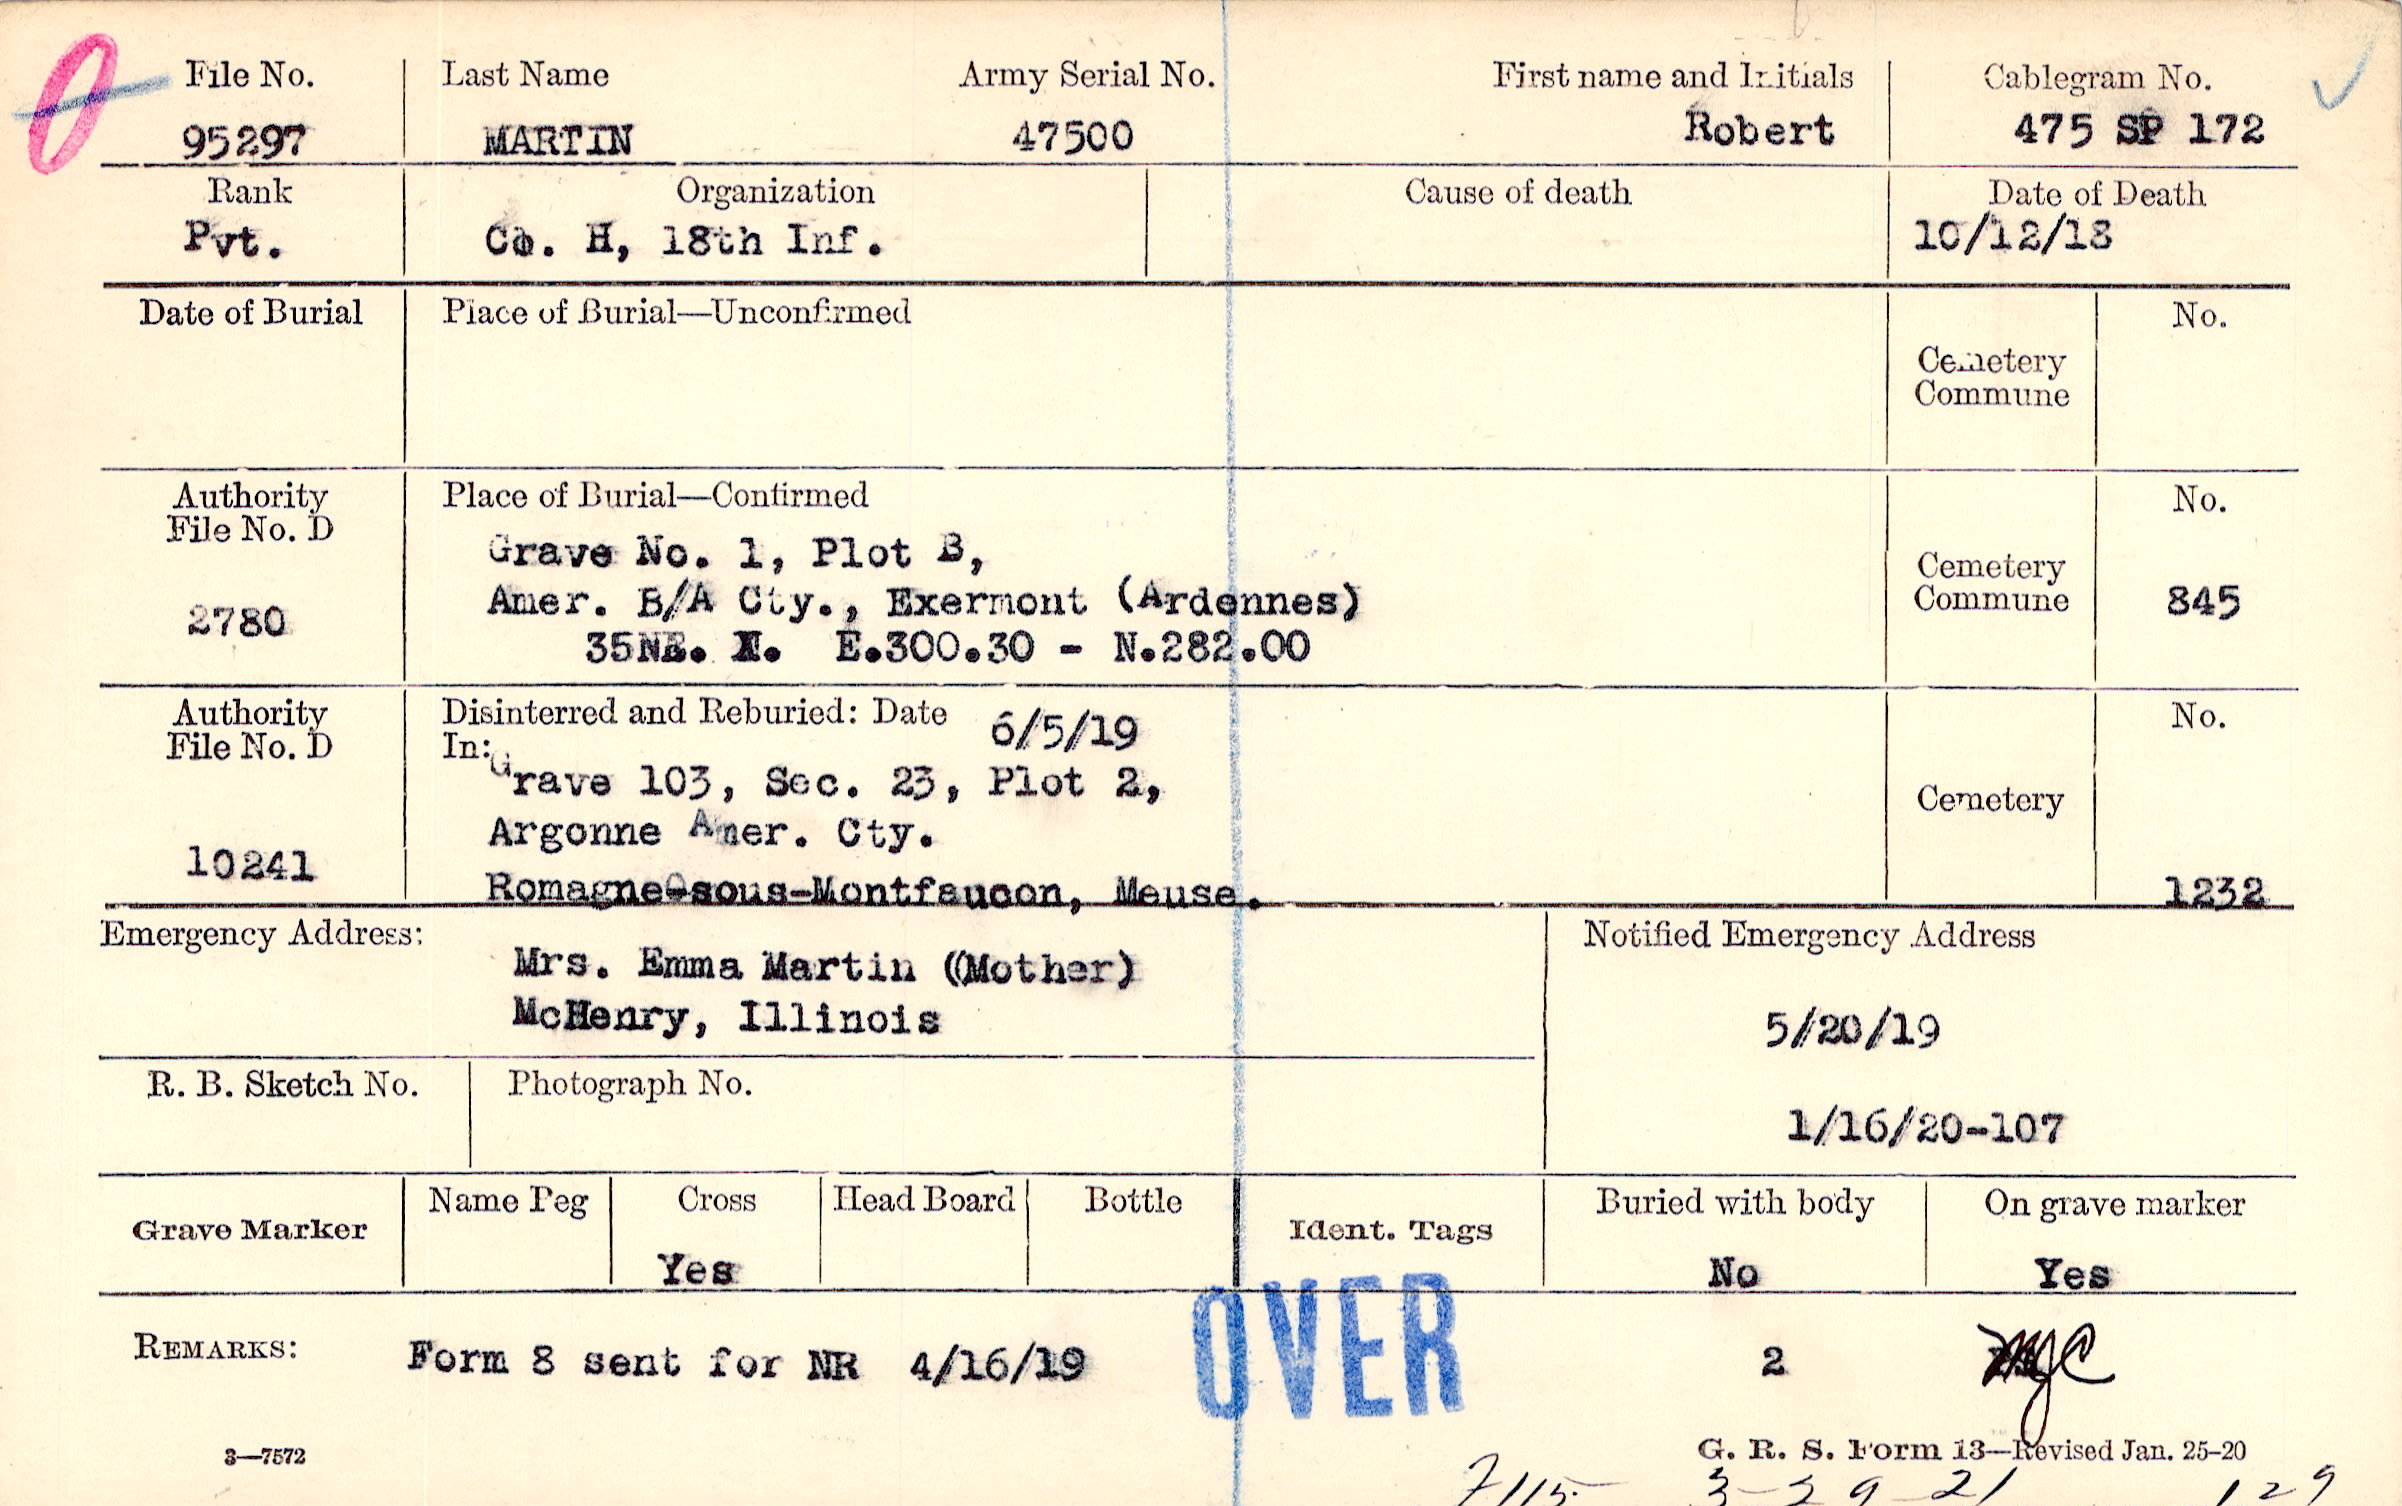 File No. Last Name Army Serial No. First name and Initials Cablegram No.
95297 MARTIN 47500 Robert 475 SP 172
Rank Organization Cause of death Date of Death
Pvt. Co. H, 18th Inf. 10/12/18
Date of Burial Place of Burial—Unconfirmed No.
Cemetery
Commune
Authority Place of Burial—Confirmed No.
File No. D
Grave No. 1, Plot B,
Cemetery
2780 Amer. B/A Cty., Exermont (Ardennes) Commune 845
35NE. N. E.300.30 - N.282.00
Authority Disinterred and Reburied: Date 6/5/19 No.
File No. D In:
Grave 103, Sec. 23, Plot 2,
Cemetery
Argonne Amer. Cty.
10241
Romagne-sous-Montfaucon, Meuse. 1232
Emergency Address: Notified Emergency Address
Mrs. Emma Martin ((Mother)
McHenry, Illinois 5/20/19
R. B. Sketch No. Photograph No.
1/16/20-107
Name Peg Cross Head Board Bottle Buried with body On grave marker
Grave Marker Ident. Tags
Yes No Yes
OVER
REMARKS: Form 8 sent for NR 4/16/19 2
3—7572 G. R. S. Form 13—Revised Jan. 25-20
7115 3-29-21 129